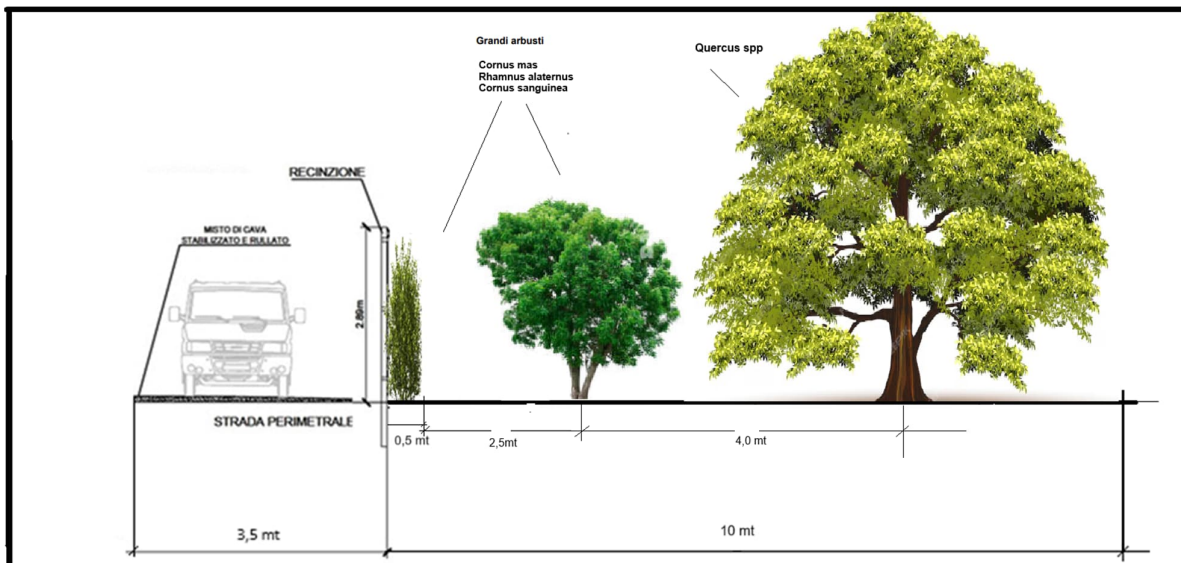 Grandi arbusti
Cornus mas
Rhamnus alaternus
Cornus sanguinea
Quercus spp
RECINZIONE
MISTO DI CAVA
STABILIZZATO E RULLATO
2.89m
STRADA PERIMETRALE
0,5 mt
2,5mt
4,0 mt
3,5 mt
10 mt